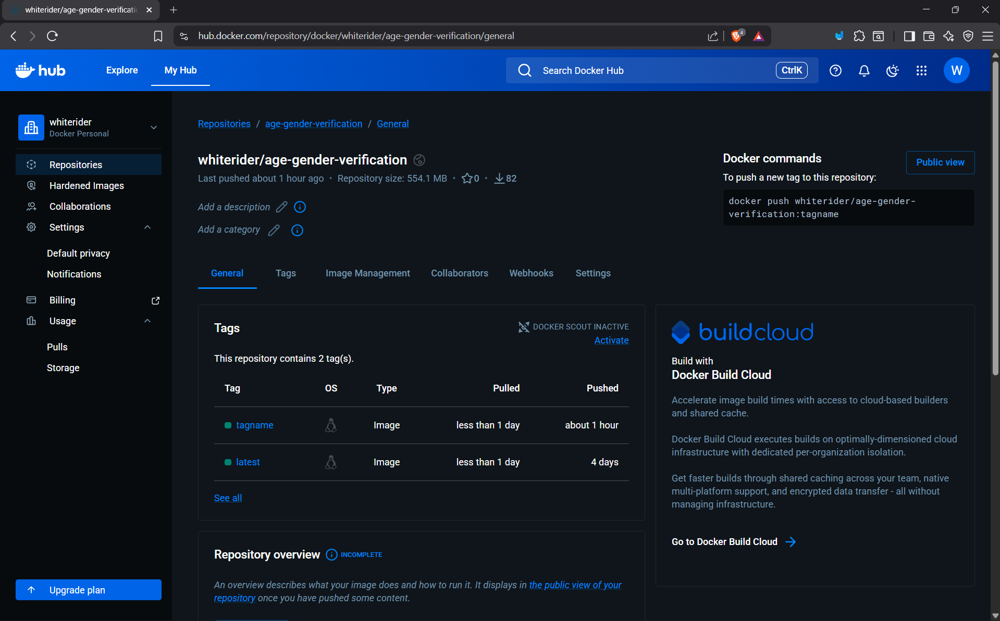 whiterider/age-gender-verificatic
hub.docker.com/repository/docker/whiterider/age-gender-verification/general
4
hub
Explore
My Hub
Search Docker Hub
CtrlK
W
whiterider
Docker Personal
Repositories
Hardened Images
Collaborations
Settings
Default privacy
Notifications
Billing
Usage
Pulls
Storage
Upgrade plan
Repositories / age-gender-verification / General
whiterider/age-gender-verification
Last pushed about 1 hour ago • Repository size: 554.1 MB • 0 • 82
Add a description
Add a category
Docker commands
Public view
To push a new tag to this repository:
docker push whiterider/age-gender-
verification:tagname
General
Tags
Image Management
Collaborators
Webhooks
Settings
Tags
DOCKER SCOUT INACTIVE
Activate
This repository contains 2 tag(s).
Tag OS Type Pulled Pushed
tagname Image less than 1 day about 1 hour
latest Image less than 1 day 4 days
See all
Repository overview INCOMPLETE
An overview describes what your image does and how to run it. It displays in the public view of your
repository once you have pushed some content.
buildcloud
Build with
Docker Build Cloud
Accelerate image build times with access to cloud-based builders
and shared cache.
Docker Build Cloud executes builds on optimally-dimensioned cloud
infrastructure with dedicated per-organization isolation.
Get faster builds through shared caching across your team, native
multi-platform support, and encrypted data transfer - all without
managing infrastructure.
Go to Docker Build Cloud